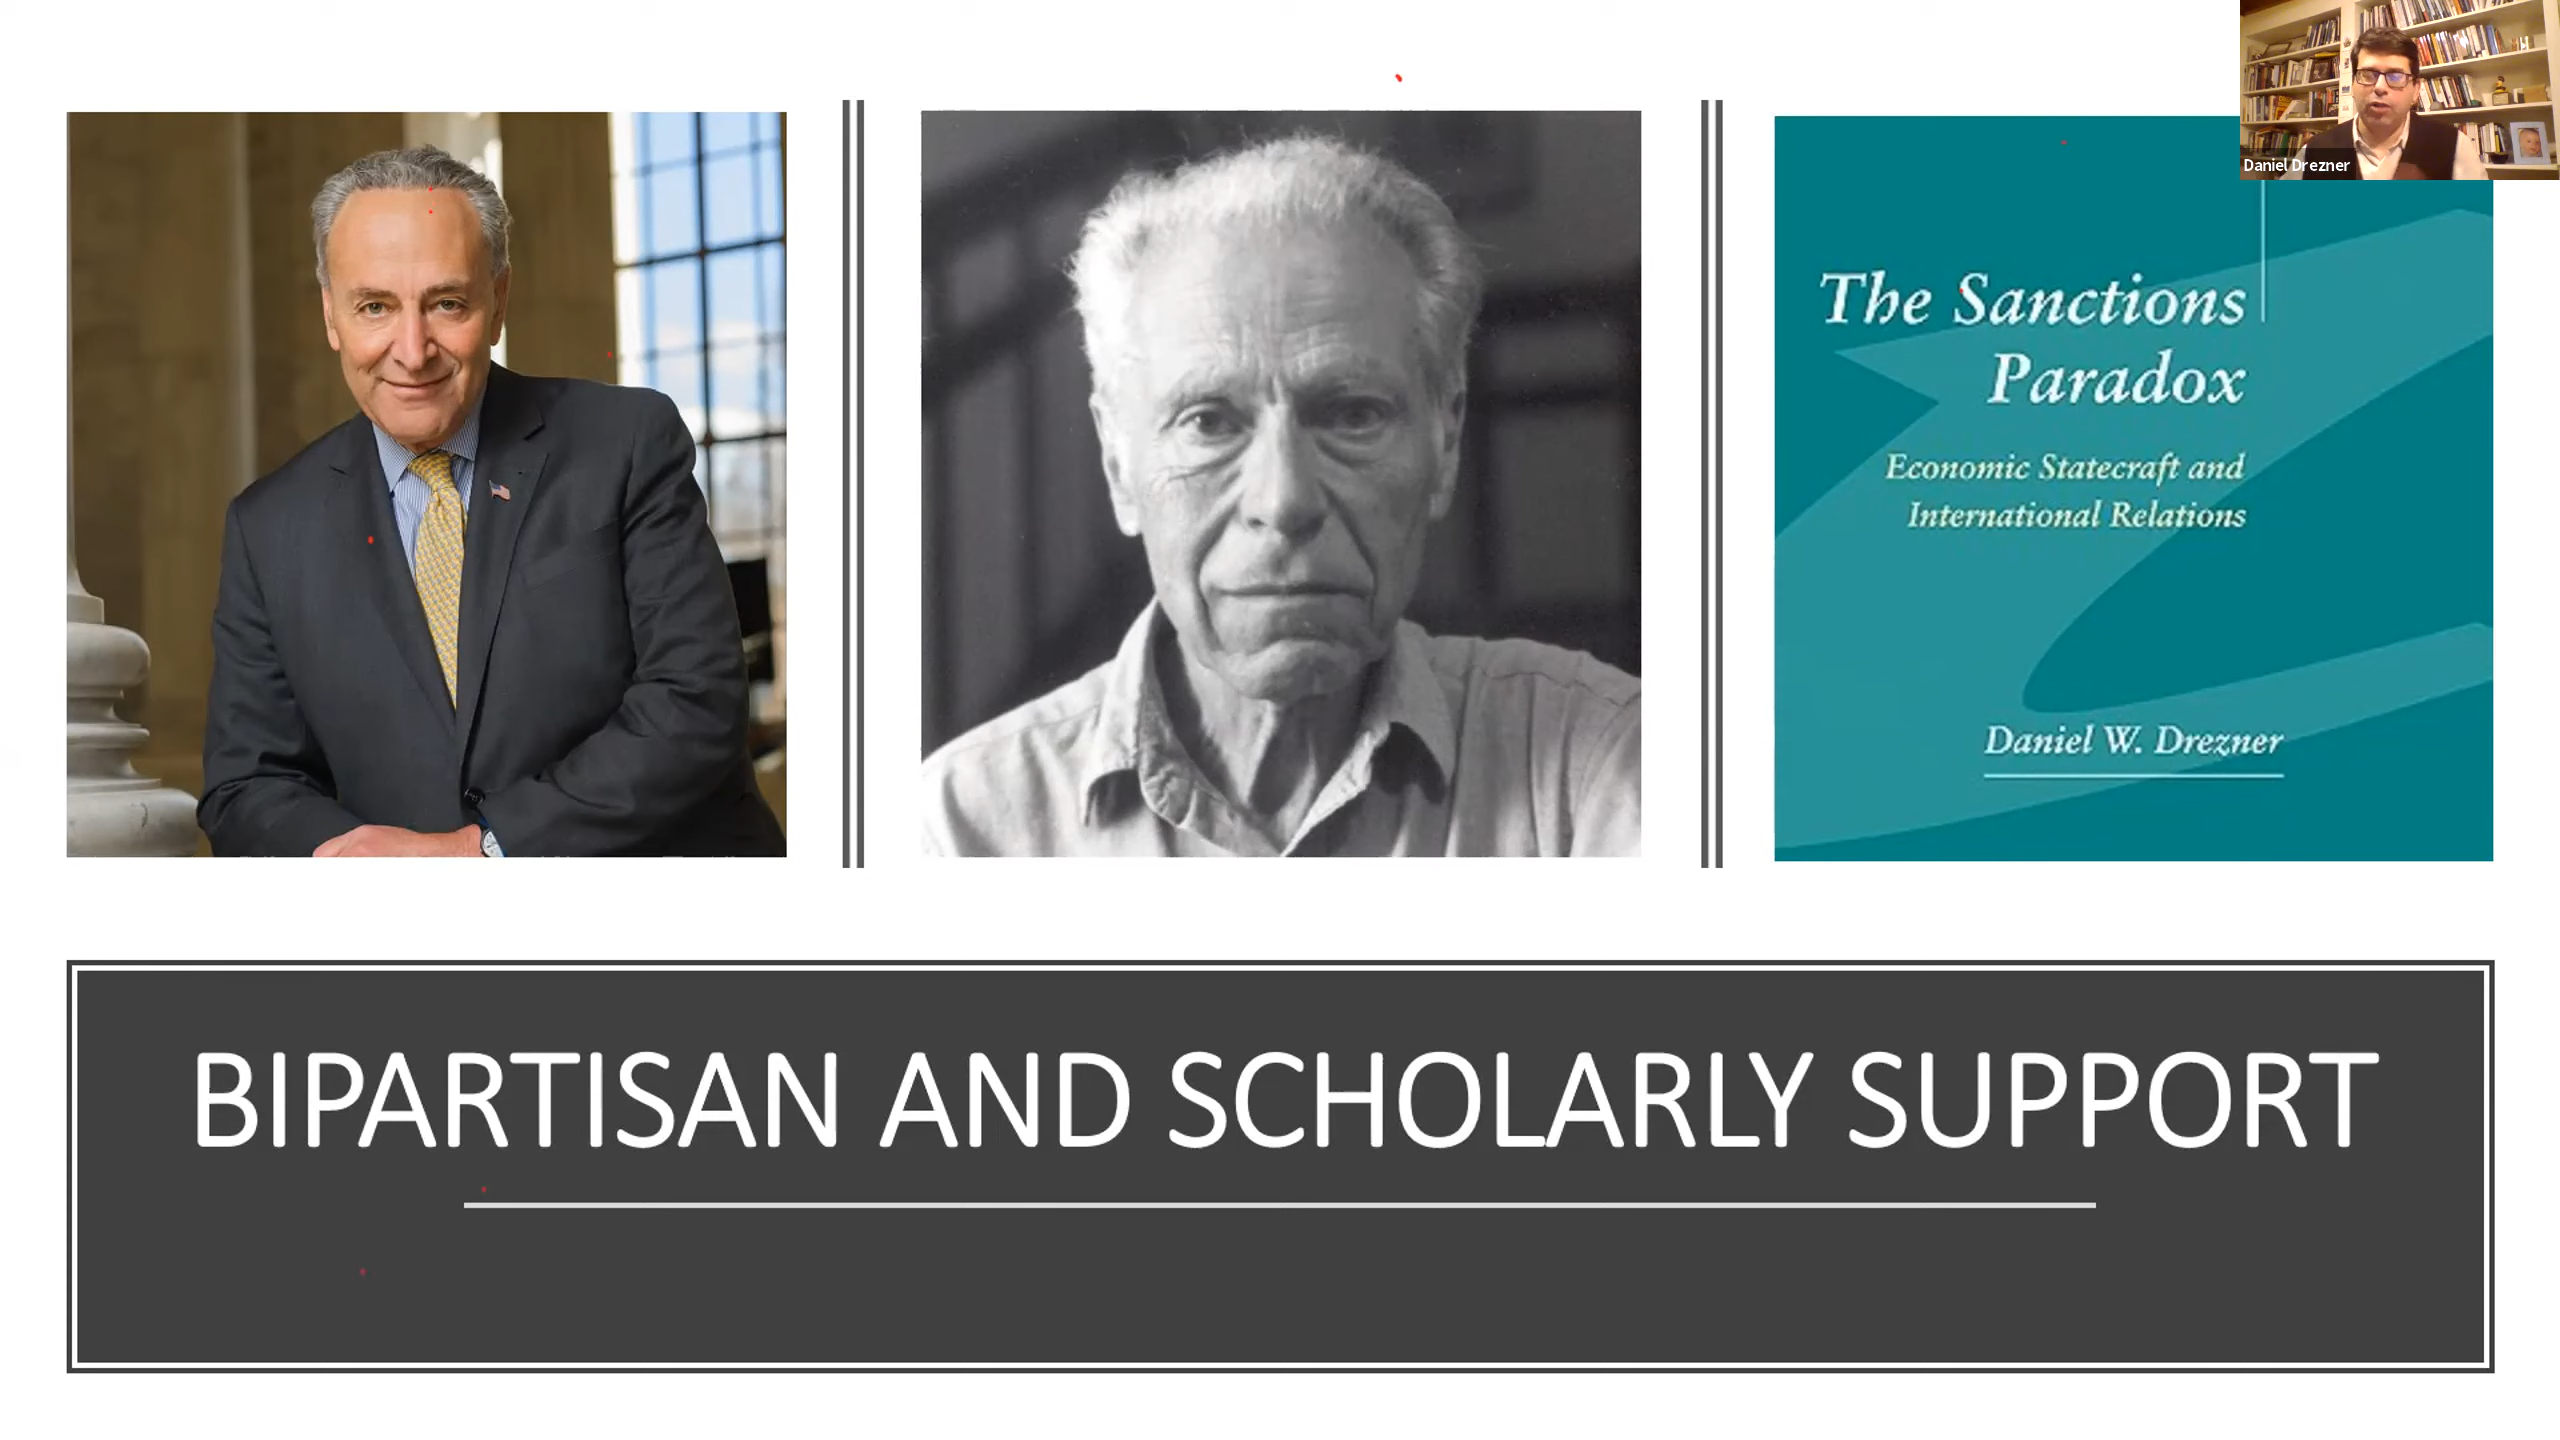 Daniel Drezner
The Sanctions
Paradox
Economic Statecraft and
International Relations
Daniel W. Drezner
BIPARTISAN AND SCHOLARLY SUPPORT